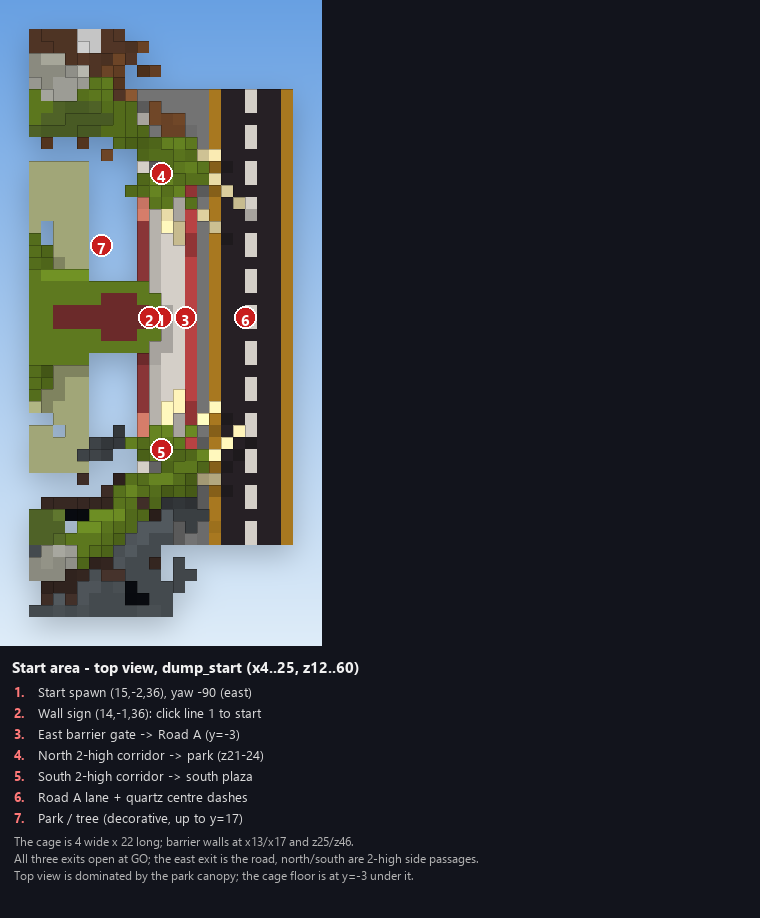 4
7
2
1
3
6
5
Start area - top view, dump_start (x4..25, z12..60)
1. Start spawn (15,-2,36), yaw -90 (east)
2. Wall sign (14,-1,36): click line 1 to start
3. East barrier gate -> Road A (y=-3)
4. North 2-high corridor -> park (z21-24)
5. South 2-high corridor -> south plaza
6. Road A lane + quartz centre dashes
7. Park / tree (decorative, up to y=17)
The cage is 4 wide x 22 long; barrier walls at x13/x17 and z25/z46.
All three exits open at GO; the east exit is the road, north/south are 2-high side passages.
Top view is dominated by the park canopy; the cage floor is at y=-3 under it.